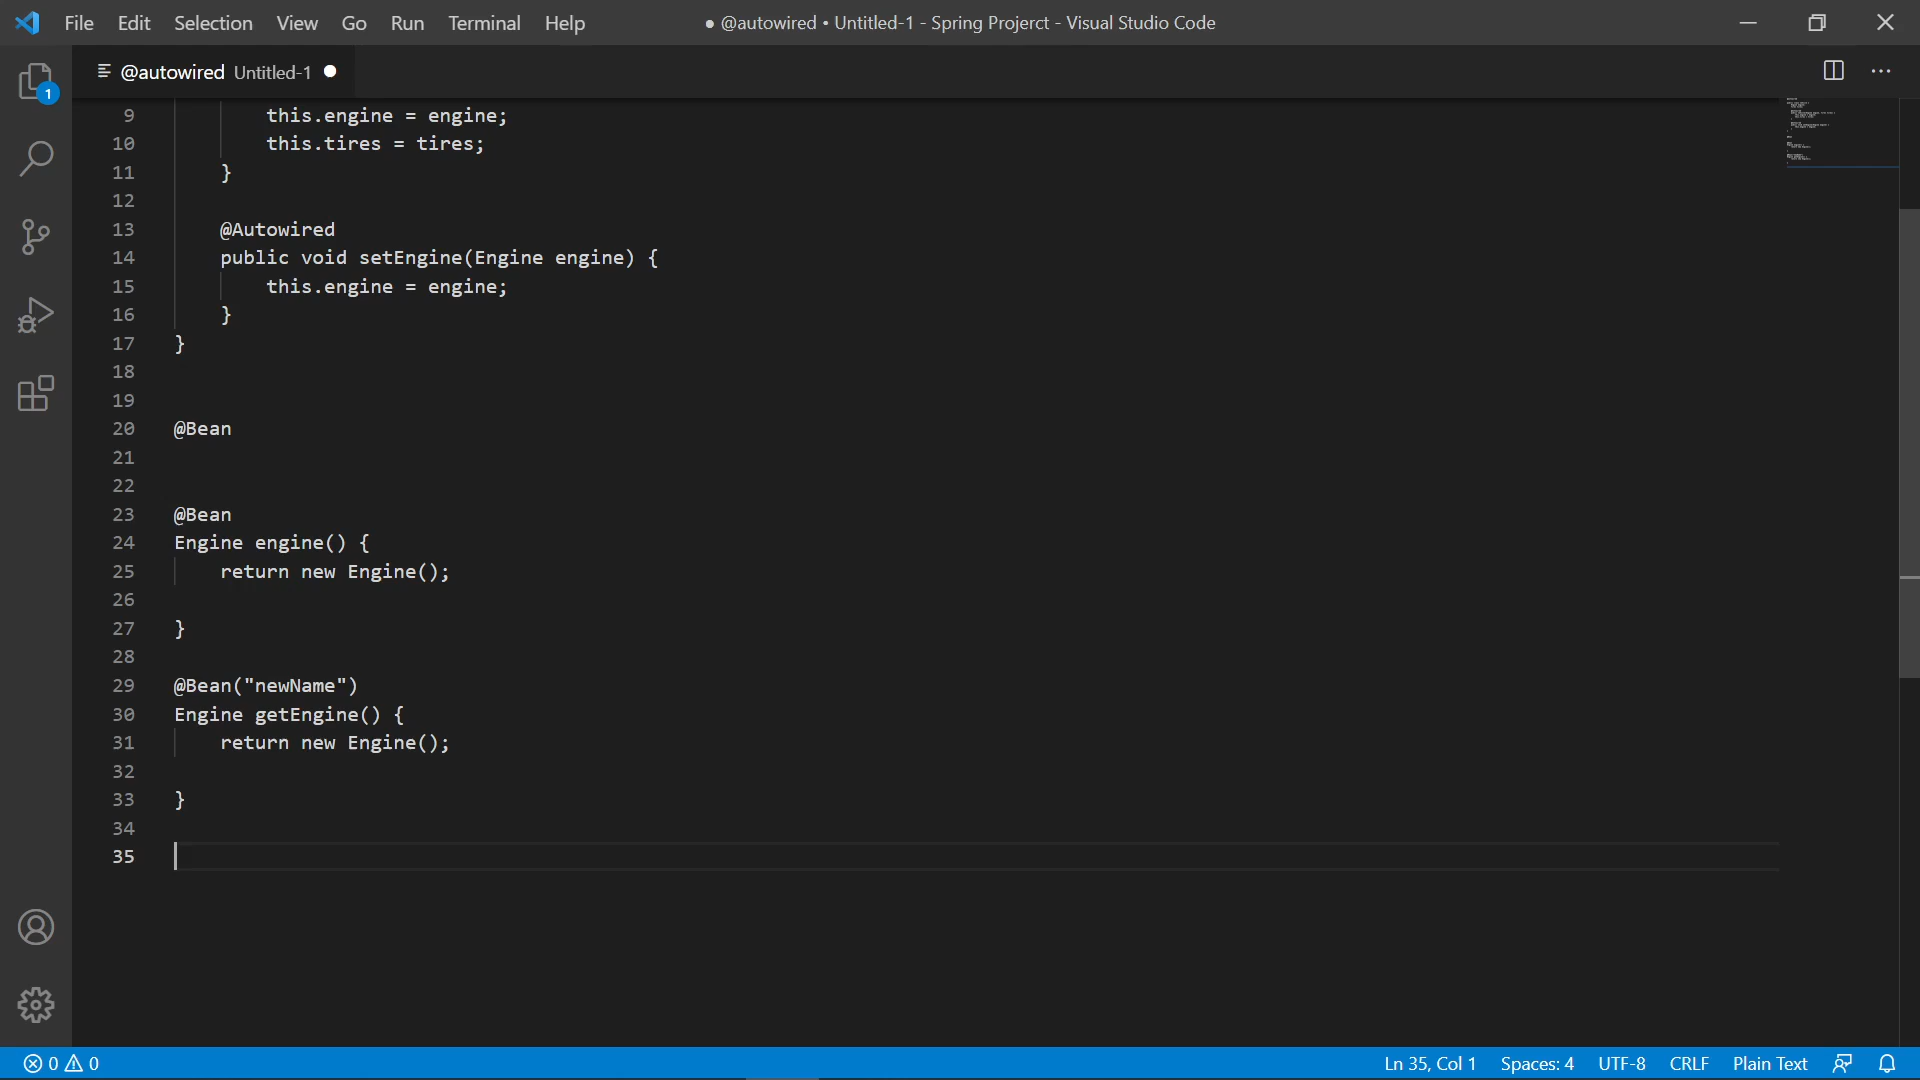 File Edit Selection View Go Run Terminal Help
● @autowired • Untitled-1 - Spring Projerct - Visual Studio Code
1
@autowired Untitled-1
9 this.engine = engine;
10 this.tires = tires;
11 }
12
13 @Autowired
14 public void setEngine(Engine engine) {
15 this.engine = engine;
16 }
17 }
18
19
20 @Bean
21
22
23 @Bean
24 Engine engine() {
25 return new Engine();
26
27 }
28
29 @Bean("newName")
30 Engine getEngine() {
31 return new Engine();
32
33 }
34
35
0 0 Ln 35, Col 1 Spaces: 4 UTF-8 CRLF Plain Text